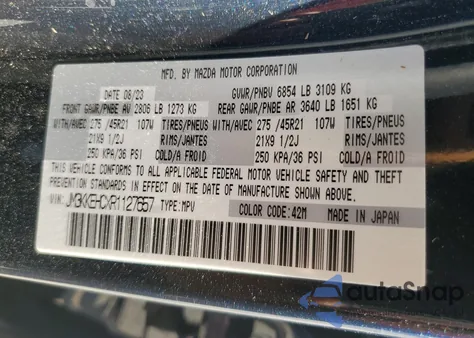 MFD. BY MAZDA MOTOR CORPORATION
DATE 08/23 GVWR/PNBV 6854 LB 3109 KG
FRONT GAWR/PNBE AV 2806 LB 1273 KG REAR GAWR/PNBE AR 3640 LB 1651 KG
WITH/AVEC 275 /45R21 107W TIRES/PNEUS WITH/AVEC 275 /45R21 107W TIRES/PNEUS
21X9 1/2J RIMS/JANTES 21X9 1/2J RIMS/JANTES
250 KPA/36 PSI COLD/A FROID 250 KPA/36 PSI COLD/A FROID
THIS VEHICLE CONFORMS TO ALL APPLICABLE FEDERAL MOTOR VEHICLE SAFETY AND THEFT
PREVENTION STANDARDS IN EFFECT ON THE DATE OF MANUFACTURE SHOWN ABOVE.
VIN: JM3KKEHCXR1127657 TYPE:MPV COLOR CODE:42M MADE IN JAPAN
autoSnap